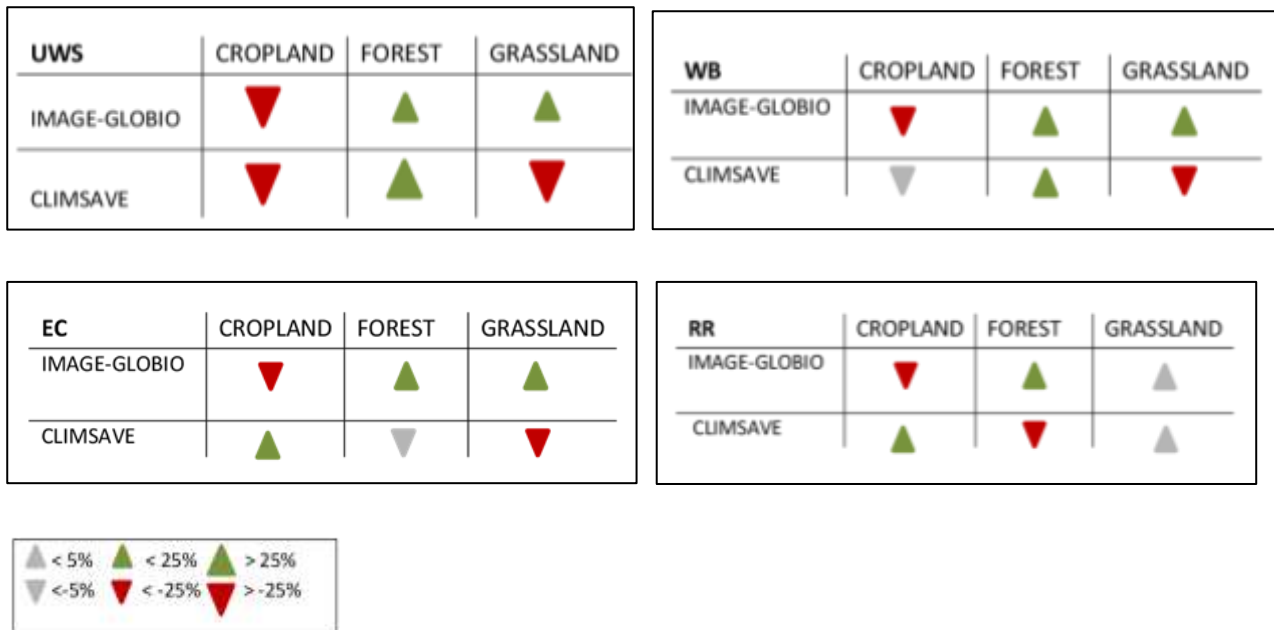 UWS CROPLAND FOREST GRASSLAND
IMAGE-GLOBIO
CLIMSAVE
WB CROPLAND FOREST GRASSLAND
IMAGE-GLOBIO
CLIMSAVE
EC CROPLAND FOREST GRASSLAND
IMAGE-GLOBIO
CLIMSAVE
RR CROPLAND FOREST GRASSLAND
IMAGE-GLOBIO
CLIMSAVE
< 5% < 25% > 25%
<-5% < -25% > -25%